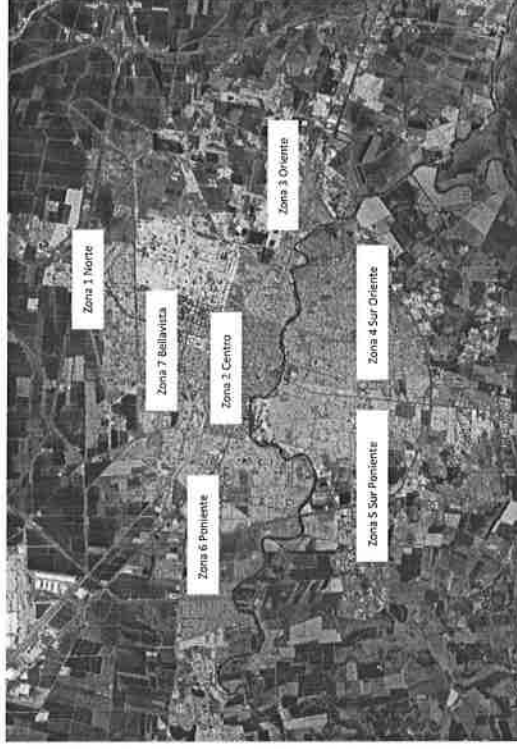 Zona 1 Norte
Zona 7 Bellavista
Zona 2 Centro
Zona 3 Oriente
Zona 6 Poniente
Zona 4 Sur Oriente
Zona 5 Sur Poniente